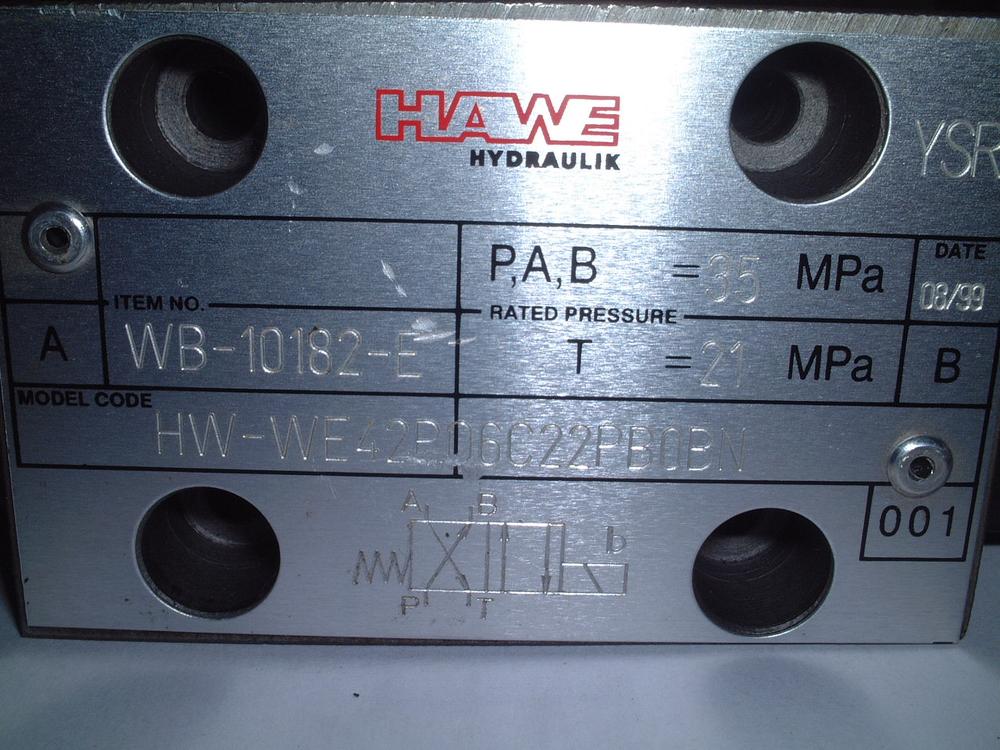 HAWE
HYDRAULIK
YSR
P,A,B = 35 MPa
DATE
08/99
ITEM NO.
RATED PRESSURE
A
WB-10182-E
T = 21 MPa
B
MODEL CODE
HW-WE42P06C22PB0BN
A B
b
001
P T